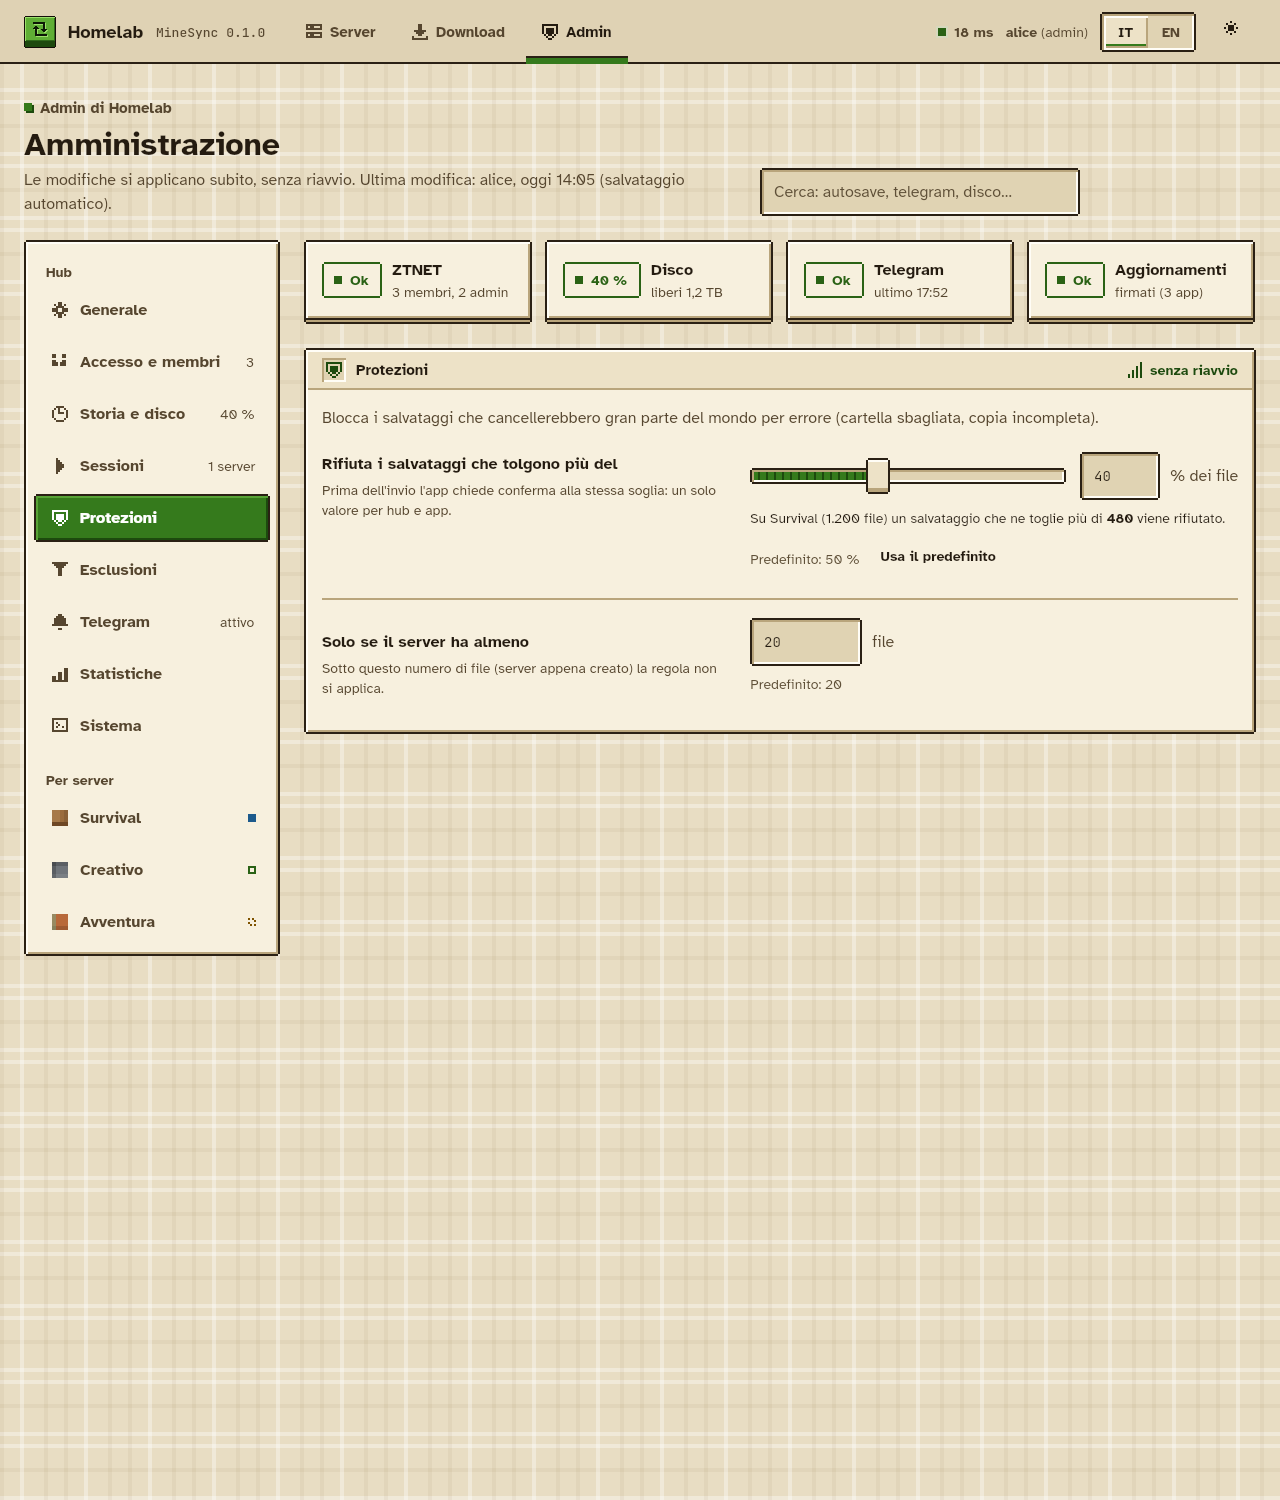 Homelab MineSync 0.1.0 Server Download Admin 18 ms alice (admin) IT EN
Admin di Homelab
Amministrazione
Le modifiche si applicano subito, senza riavvio. Ultima modifica: alice, oggi 14:05 (salvataggio
automatico).
Cerca: autosave, telegram, disco...
Hub
Generale
Accesso e membri 3
Storia e disco 40 %
Sessioni 1 server
Protezioni
Esclusioni
Telegram attivo
Statistiche
Sistema
Per server
Survival
Creativo
Avventura
Ok ZTNET
3 membri, 2 admin
40 % Disco
liberi 1,2 TB
Ok Telegram
ultimo 17:52
Ok Aggiornamenti
firmati (3 app)
Protezioni senza riavvio
Blocca i salvataggi che cancellerebbero gran parte del mondo per errore (cartella sbagliata, copia incompleta).
Rifiuta i salvataggi che tolgono più del
Prima dell'invio l'app chiede conferma alla stessa soglia: un solo
valore per hub e app.
40 % dei file
Su Survival (1.200 file) un salvataggio che ne toglie più di 480 viene rifiutato.
Predefinito: 50 % Usa il predefinito
Solo se il server ha almeno
Sotto questo numero di file (server appena creato) la regola non
si applica.
20 file
Predefinito: 20